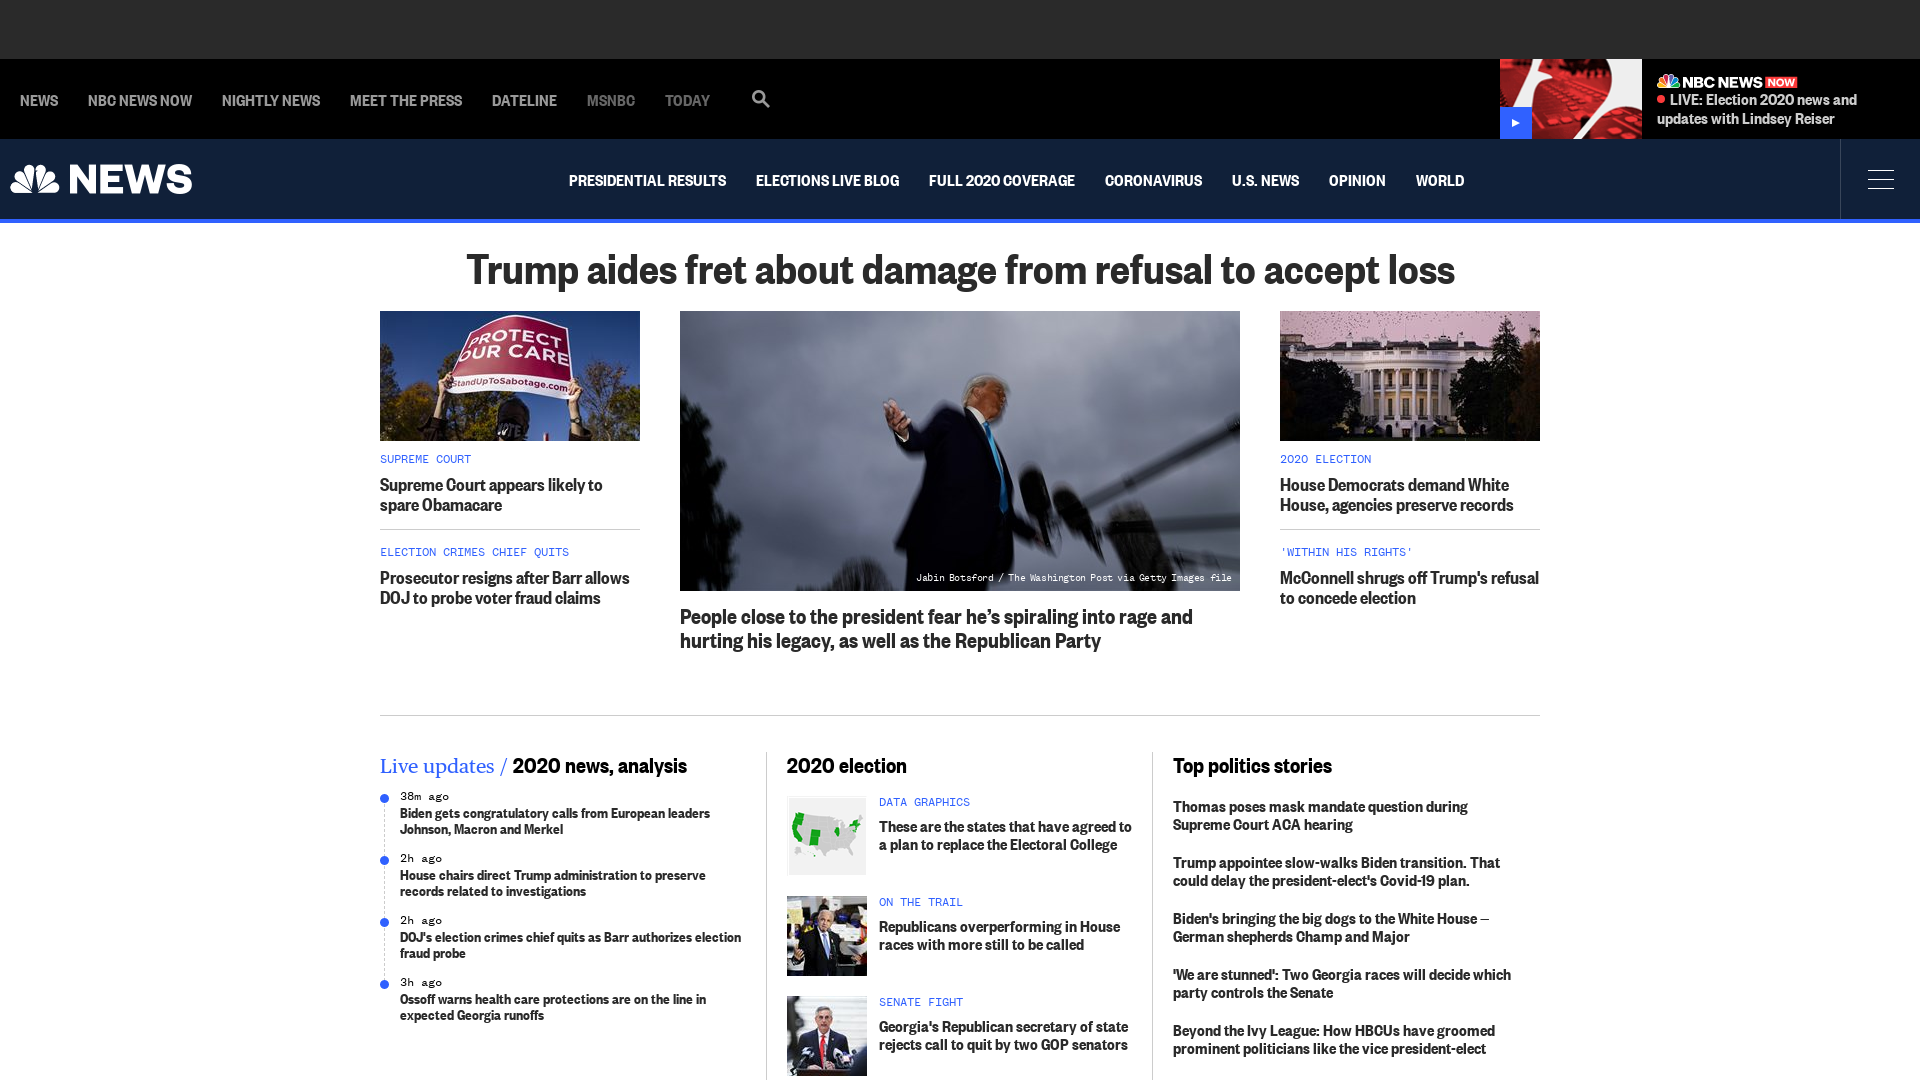 NEWS
NBC NEWS NOW
NIGHTLY NEWS
MEET THE PRESS
DATELINE
MSNBC
TODAY
NBC NEWS NOW
LIVE: Election 2020 news and
updates with Lindsey Reiser
NEWS
PRESIDENTIAL RESULTS
ELECTIONS LIVE BLOG
FULL 2020 COVERAGE
CORONAVIRUS
U.S. NEWS
OPINION
WORLD
Trump aides fret about damage from refusal to accept loss
PROTECT
OUR CARE
StandUpToSabotage.com
SUPREME COURT
Supreme Court appears likely to
spare Obamacare
ELECTION CRIMES CHIEF QUITS
Prosecutor resigns after Barr allows
DOJ to probe voter fraud claims
Jabin Botsford / The Washington Post via Getty Images file
People close to the president fear he’s spiraling into rage and
hurting his legacy, as well as the Republican Party
2020 ELECTION
House Democrats demand White
House, agencies preserve records
'WITHIN HIS RIGHTS'
McConnell shrugs off Trump's refusal
to concede election
Live updates / 2020 news, analysis
38m ago
Biden gets congratulatory calls from European leaders
Johnson, Macron and Merkel
2h ago
House chairs direct Trump administration to preserve
records related to investigations
2h ago
DOJ's election crimes chief quits as Barr authorizes election
fraud probe
3h ago
Ossoff warns health care protections are on the line in
expected Georgia runoffs
2020 election
DATA GRAPHICS
These are the states that have agreed to
a plan to replace the Electoral College
ON THE TRAIL
Republicans overperforming in House
races with more still to be called
SENATE FIGHT
Georgia's Republican secretary of state
rejects call to quit by two GOP senators
Top politics stories
Thomas poses mask mandate question during
Supreme Court ACA hearing
Trump appointee slow-walks Biden transition. That
could delay the president-elect's Covid-19 plan.
Biden's bringing the big dogs to the White House —
German shepherds Champ and Major
'We are stunned': Two Georgia races will decide which
party controls the Senate
Beyond the Ivy League: How HBCUs have groomed
prominent politicians like the vice president-elect